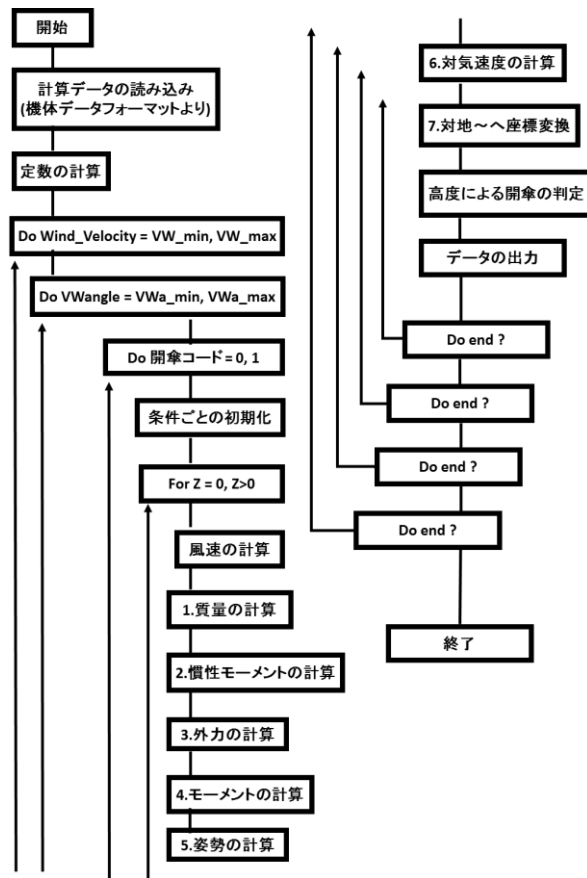 開始
計算データの読み込み
(機体データフォーマットより)
定数の計算
Do Wind_Velocity = VW_min, VW_max
Do VWangle = VWa_min, VWa_max
Do 開傘コード = 0, 1
条件ごとの初期化
For Z = 0, Z>0
風速の計算
1.質量の計算
2.慣性モーメントの計算
3.外力の計算
4.モーメントの計算
5.姿勢の計算
6.対気速度の計算
7.対地～へ座標変換
高度による開傘の判定
データの出力
Do end ?
Do end ?
Do end ?
Do end ?
終了